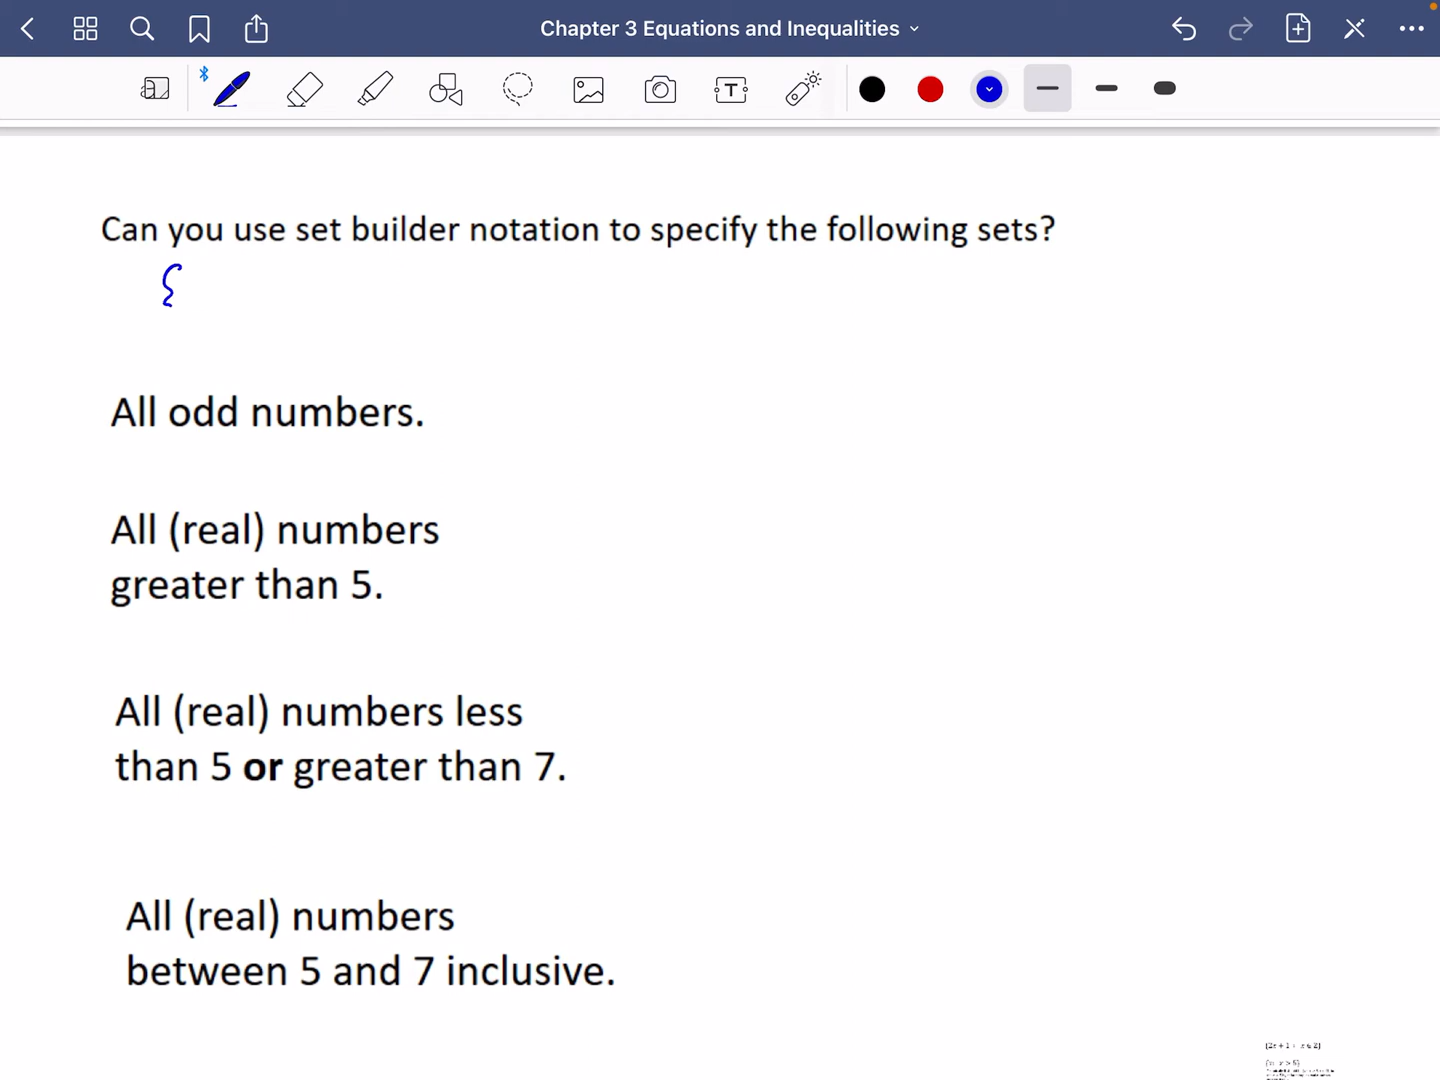 Chapter 3 Equations and Inequalities
Can you use set builder notation to specify the following sets?
{
All odd numbers.
All (real) numbers
greater than 5.
All (real) numbers less
than 5 or greater than 7.
All (real) numbers
between 5 and 7 inclusive.